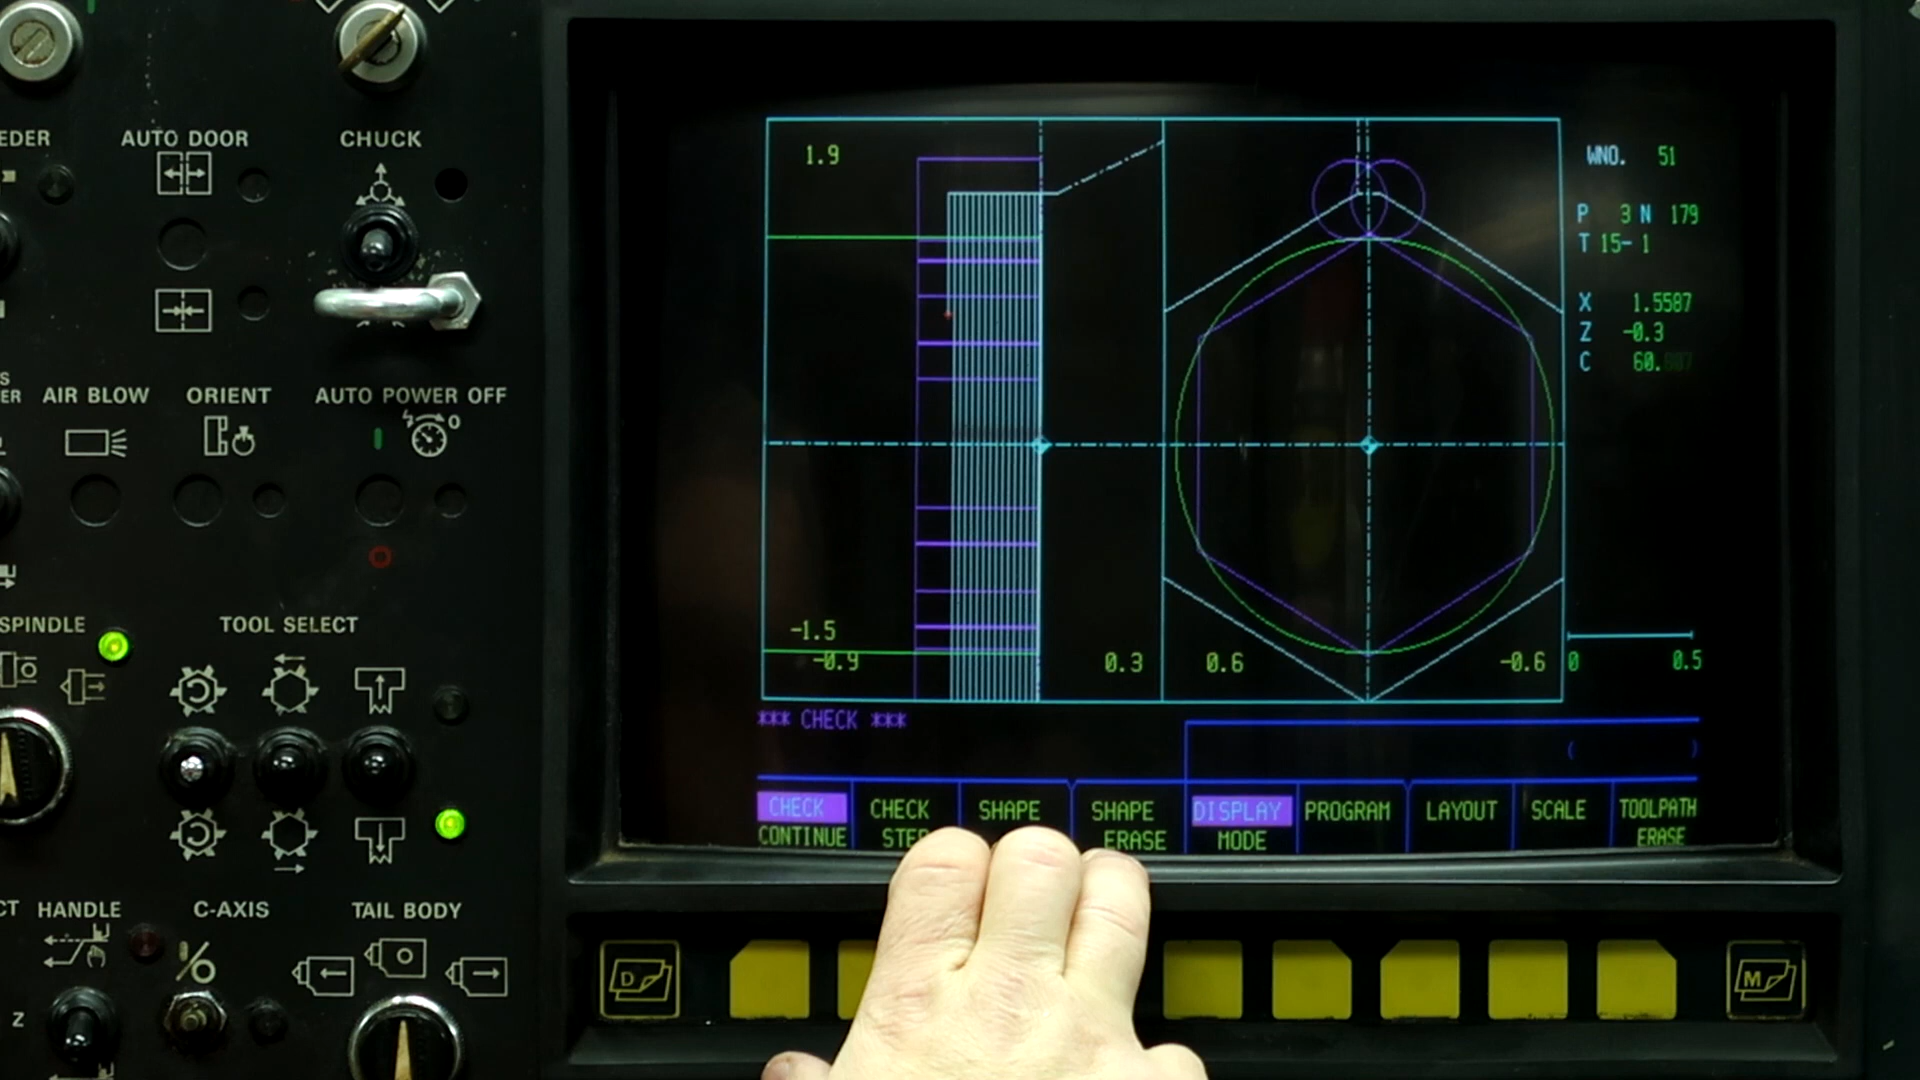 EDER
AUTO DOOR
CHUCK
S
ER
AIR BLOW
ORIENT
AUTO POWER OFF
SPINDLE
TOOL SELECT
CT
HANDLE
C-AXIS
TAIL BODY
Z
1.9
-1.5
-0.9
0.3
0.6
-0.6
WNO. 51
P 3 N 179
T 15- 1
X 1.5587
Z -0.3
C 60.
0 0.5
*** CHECK ***
( )
CHECK CONTINUE
CHECK STEP
SHAPE
SHAPE ERASE
DISPLAY MODE
PROGRAM
LAYOUT
SCALE
TOOLPATH ERASE
D
M